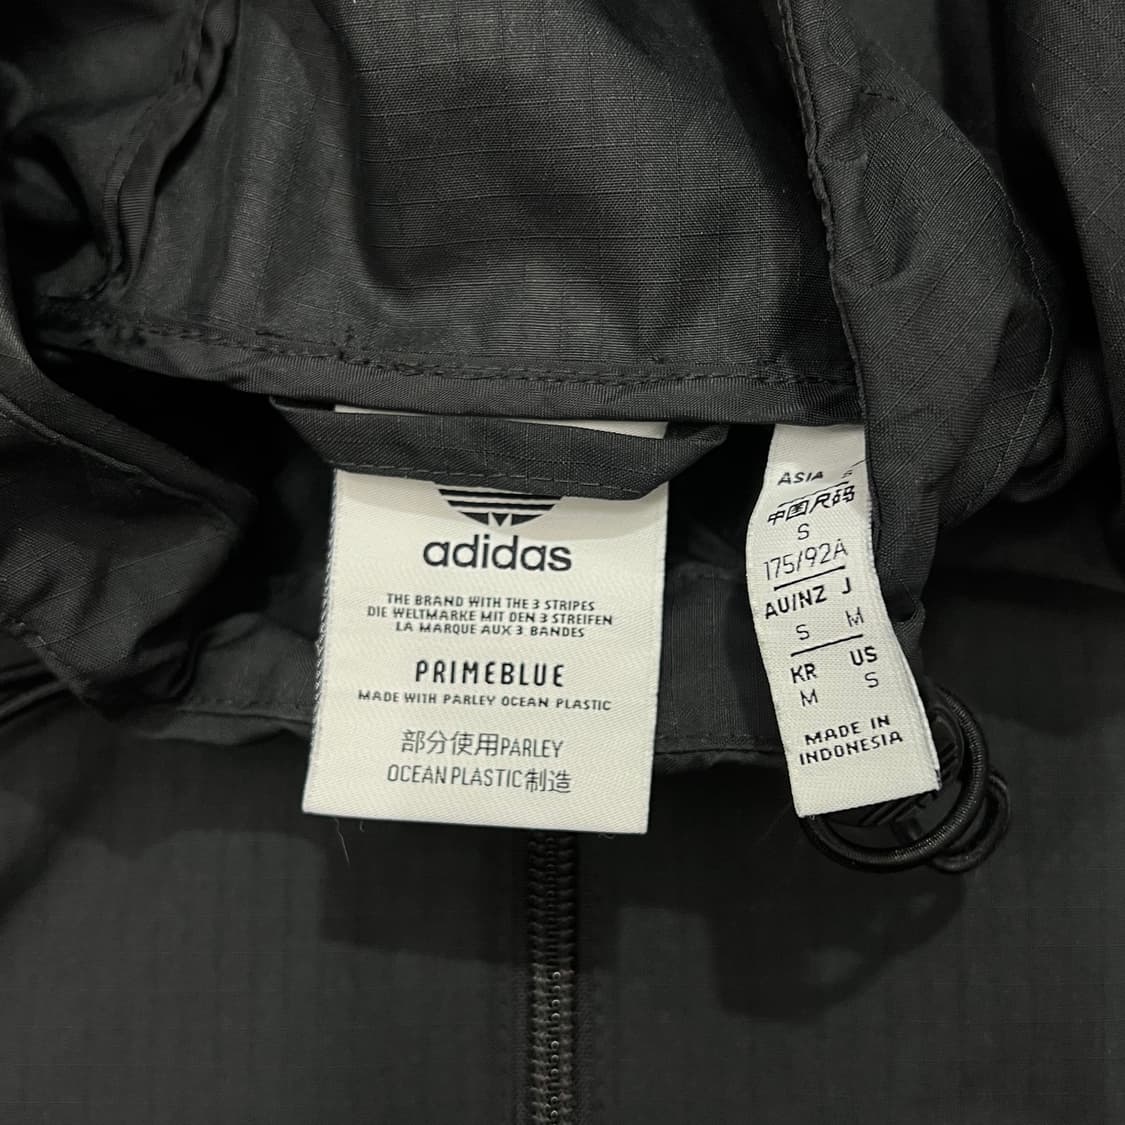 adidas
THE BRAND WITH THE 3 STRIPES
DIE WELTMARKE MIT DEN 3 STREIFEN
LA MARQUE AUX 3 BANDES
PRIMEBLUE
MADE WITH PARLEY OCEAN PLASTIC
部分使用PARLEY
OCEAN PLASTIC制造
ASIA S
中国尺码
S
175/92A
AU/NZ J
S M
KR US
M S
MADE IN
INDONESIA